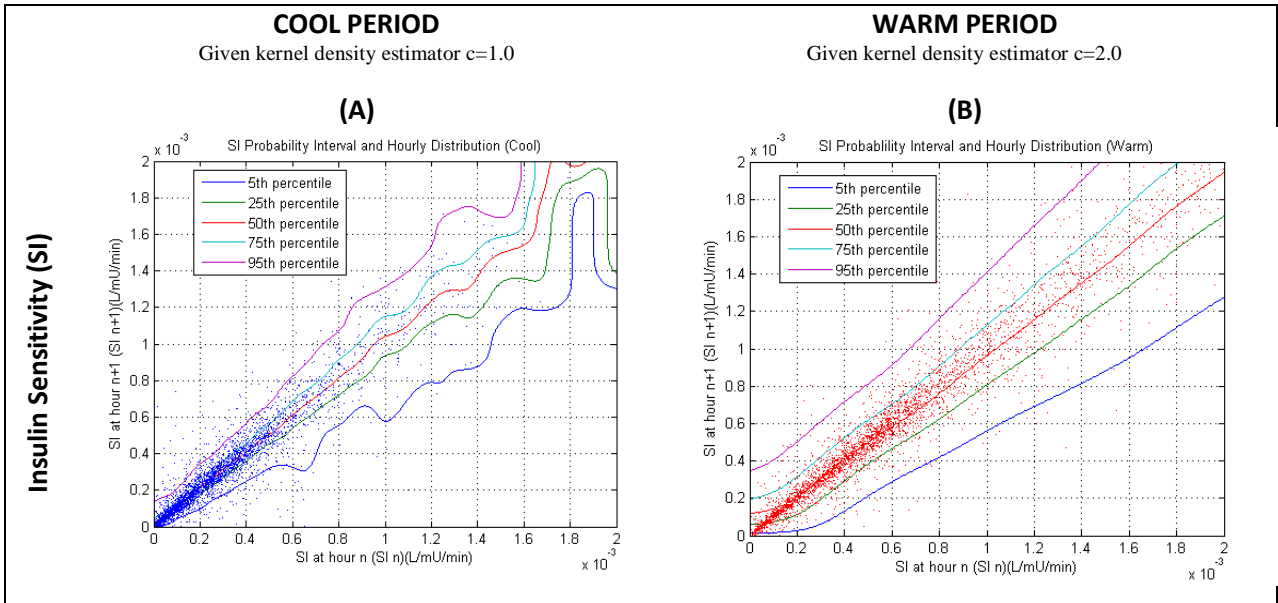 COOL PERIOD
Given kernel density estimator c=1.0
WARM PERIOD
Given kernel density estimator c=2.0
Insulin Sensitivity (SI)
(A)
SI Probability Interval and Hourly Distribution (Cool)
x 10⁻³
2
1.8
1.6
1.4
1.2
1
0.8
0.6
0.4
0.2
0
SI at hour n+1 (SI n+1)(L/mU/min)
5th percentile
25th percentile
50th percentile
75th percentile
95th percentile
0 0.2 0.4 0.6 0.8 1 1.2 1.4 1.6 1.8 2
SI at hour n (SI n)(L/mU/min)
x 10⁻³
(B)
SI Probablility Interval and Hourly Distribution (Warm)
x 10⁻³
2
1.8
1.6
1.4
1.2
1
0.8
0.6
0.4
0.2
0
SI at hour n+1 (SI n+1)(L/mU/min)
5th percentile
25th percentile
50th percentile
75th percentile
95th percentile
0 0.2 0.4 0.6 0.8 1 1.2 1.4 1.6 1.8 2
SI at hour n (SI n)(L/mU/min)
x 10⁻³